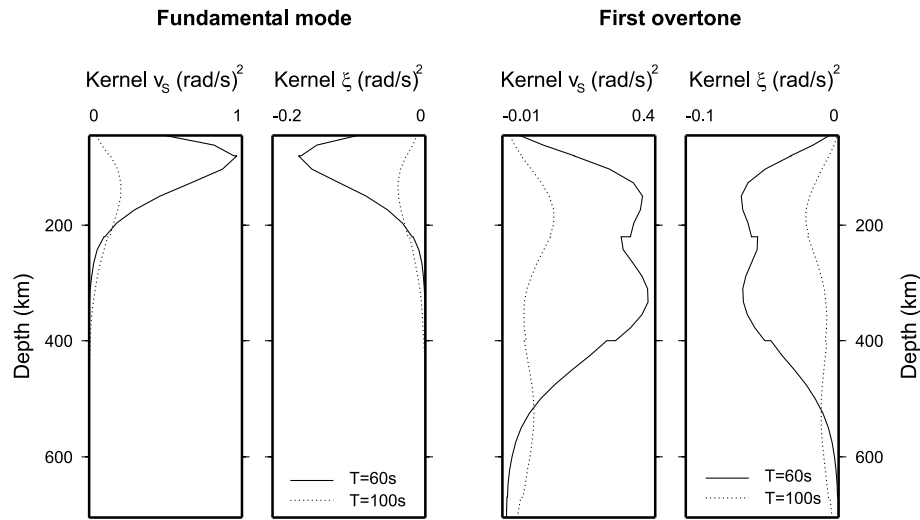 Fundamental mode
First overtone
Kernel vS (rad/s)2
Kernel ξ (rad/s)2
Kernel vS (rad/s)2
Kernel ξ (rad/s)2
0 1
-0.2 0
-0.01 0.4
-0.1 0
Depth (km)
200
400
600
T=60s
T=100s
T=60s
T=100s
200
400
600
Depth (km)